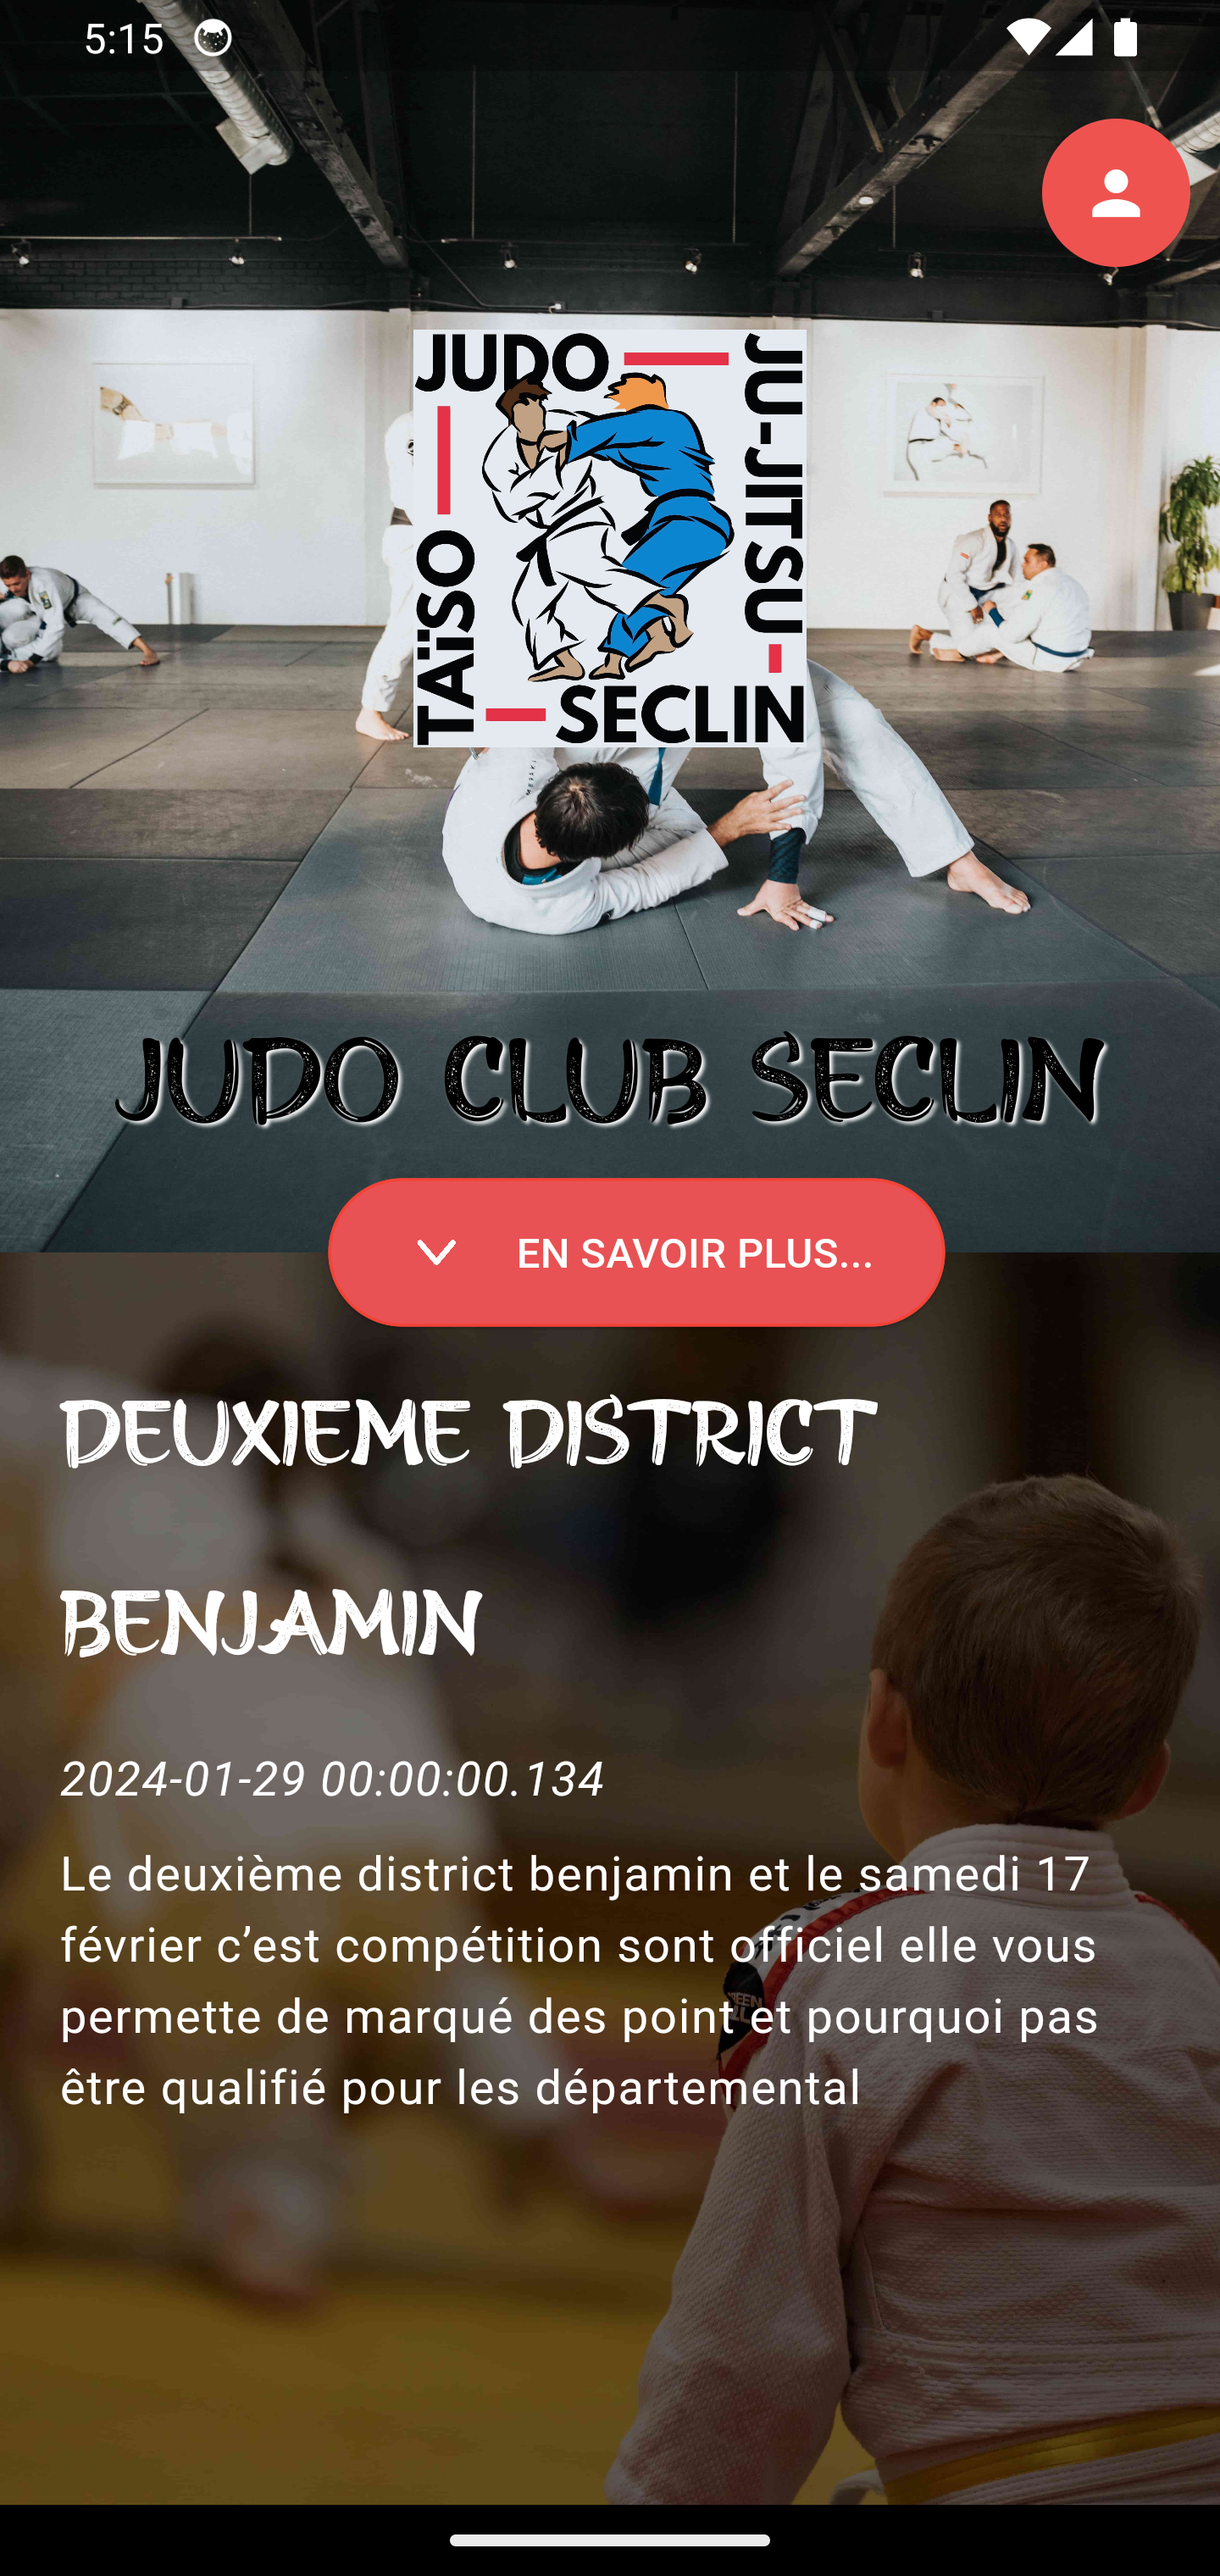 5:15
JUDO
JU-JITSU
TAÏSO
SECLIN
JUDO CLUB SECLIN
EN SAVOIR PLUS...
DEUXIEME DISTRICT
BENJAMIN
2024-01-29 00:00:00.134
Le deuxième district benjamin et le samedi 17
février c’est compétition sont officiel elle vous
permette de marqué des point et pourquoi pas
être qualifié pour les départemental